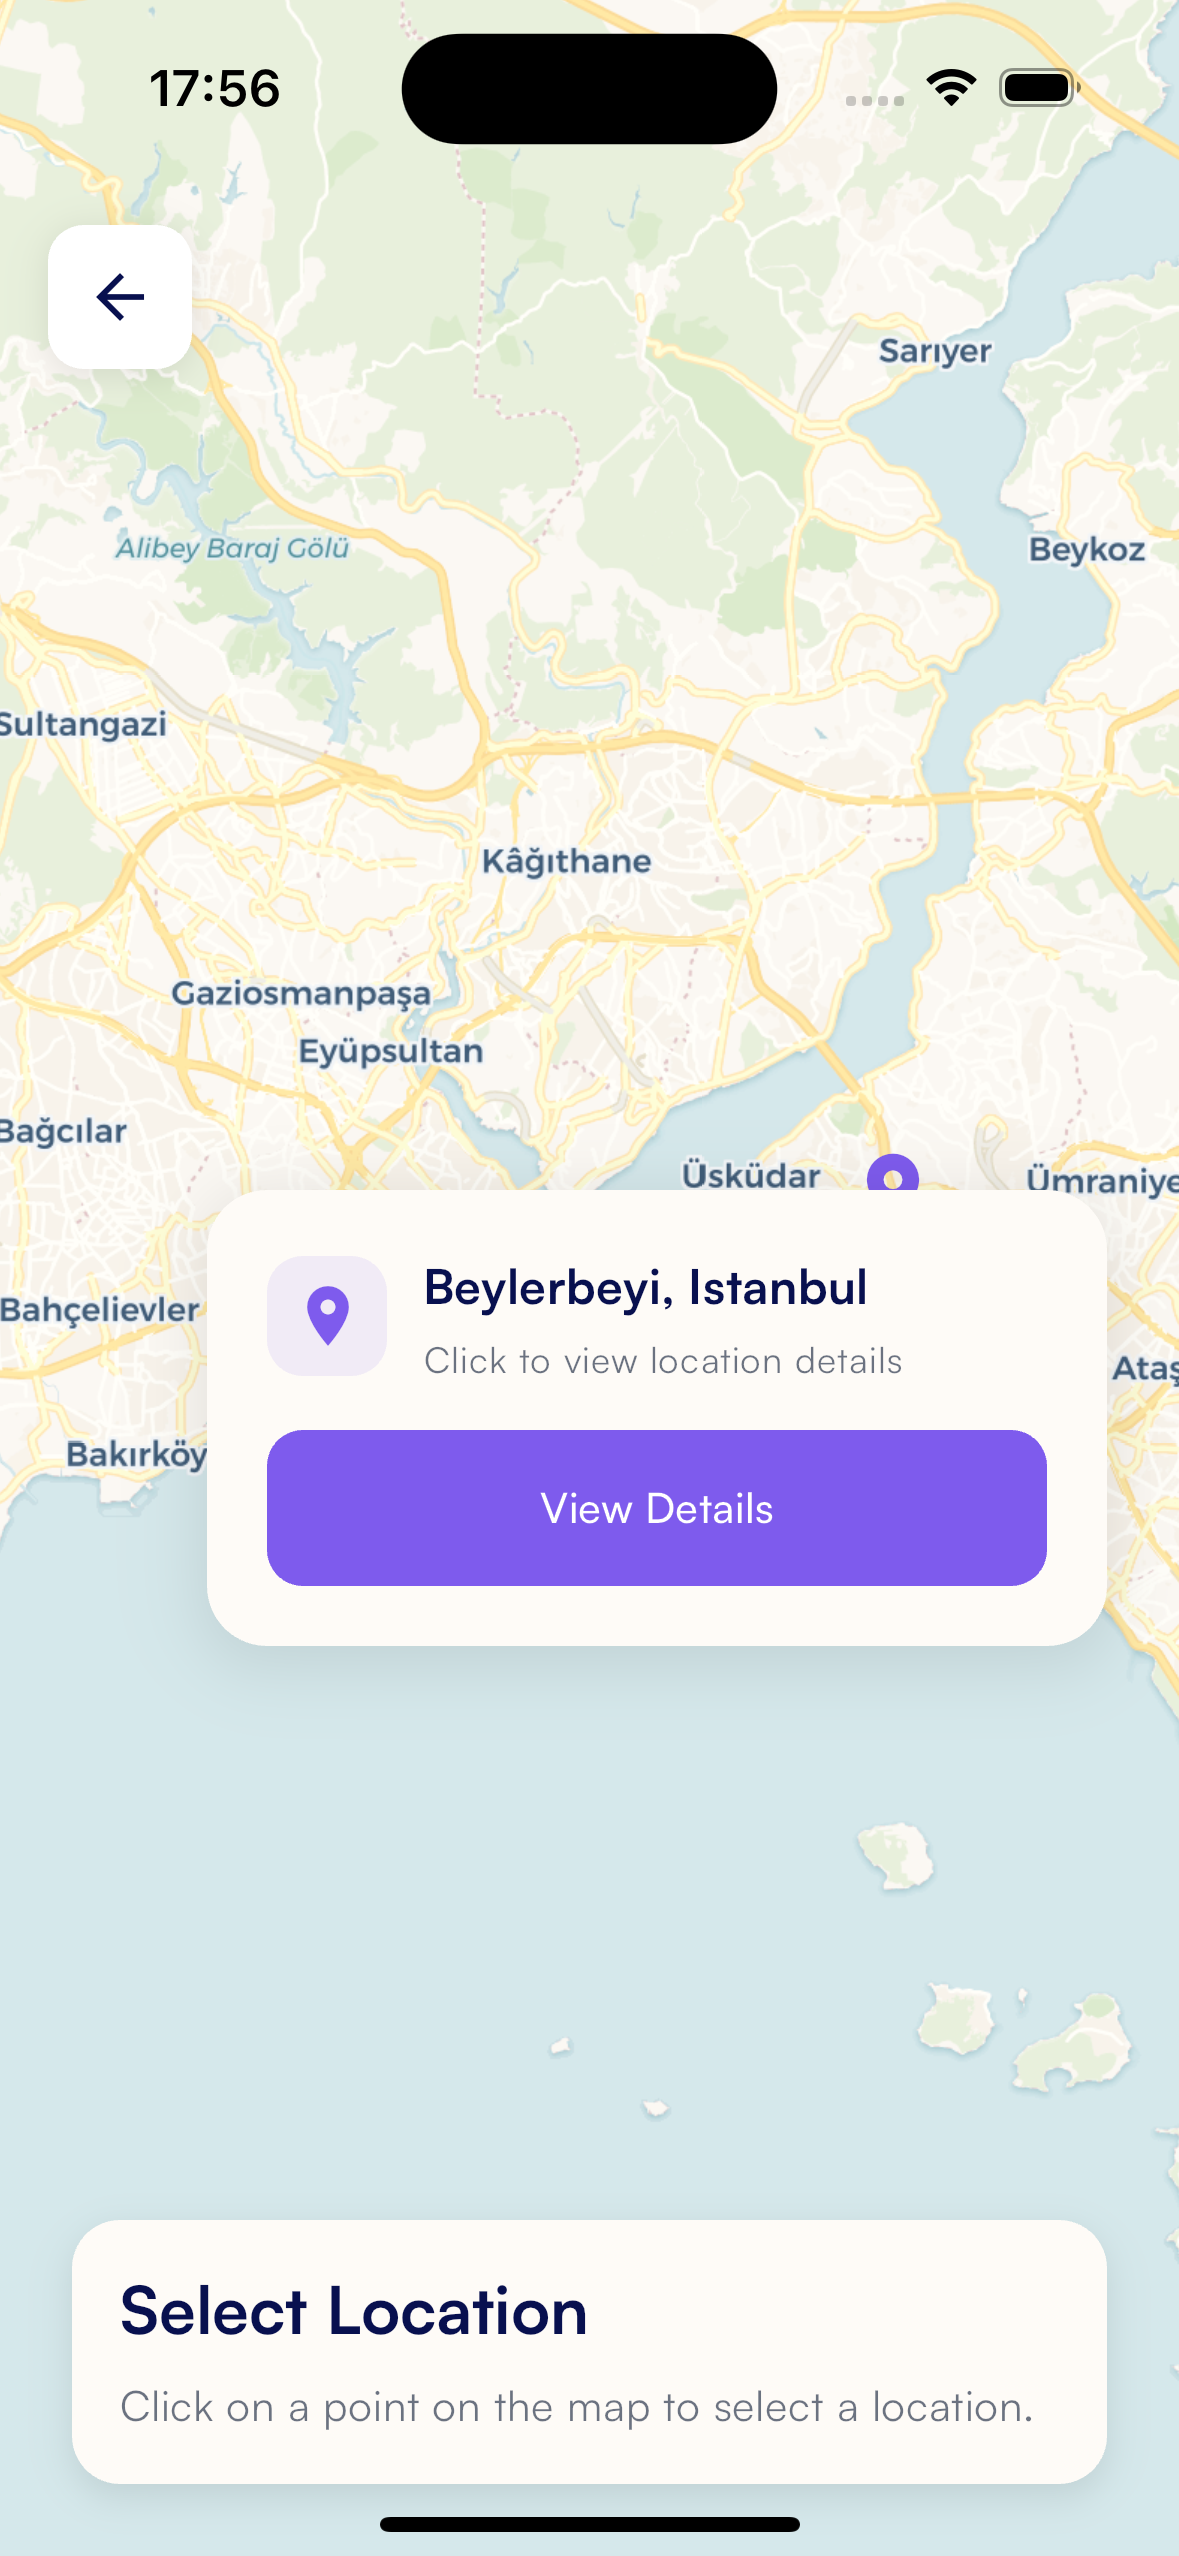 17:56
Sarıyer
Alibey Baraj Gölü
Beykoz
Sultangazi
Kâğıthane
Gaziosmanpaşa
Eyüpsultan
Bağcılar
Üsküdar
Ümraniye
Beylerbeyi, Istanbul
Bahçelievler
Click to view location details
Ataş
Bakırköy
View Details
Select Location
Click on a point on the map to select a location.